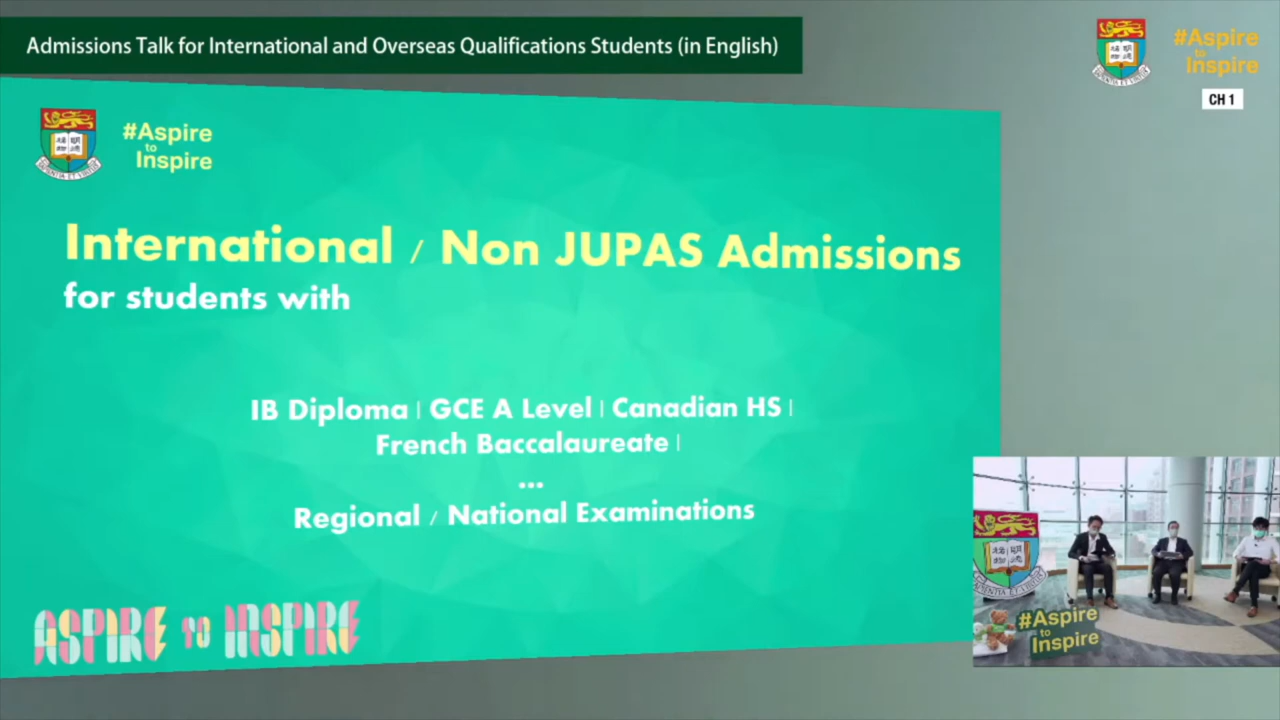 Admissions Talk for International and Overseas Qualifications Students (in English)
#Aspire
to
Inspire
CH 1
#Aspire
to
Inspire
International / Non JUPAS Admissions
for students with
IB Diploma | GCE A Level | Canadian HS |
French Baccalaureate |
...
Regional / National Examinations
ASPIRE TO INSPIRE
#Aspire
to
Inspire